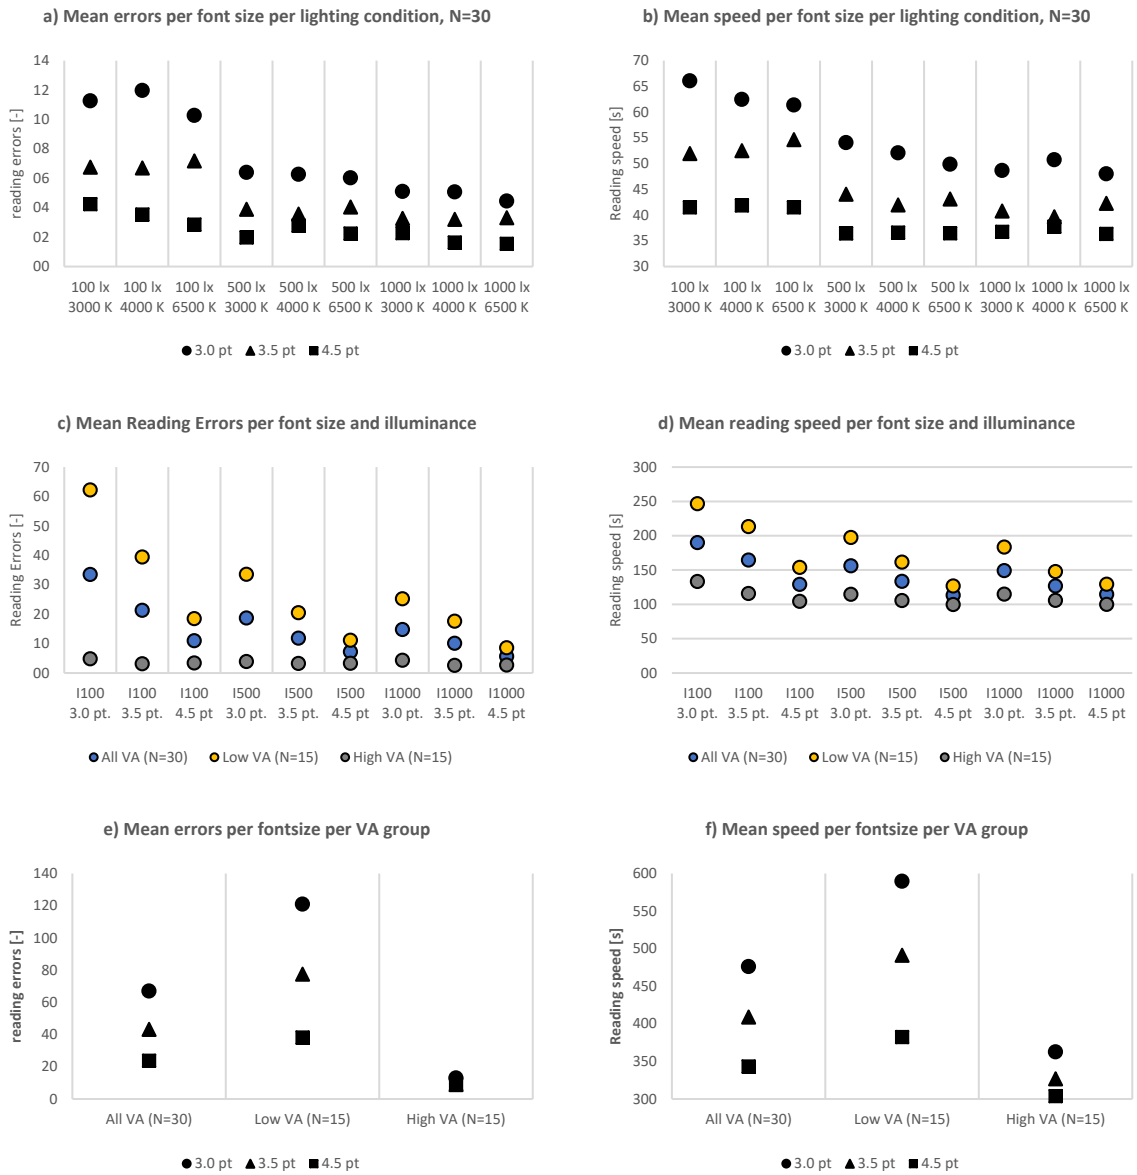 a) Mean errors per font size per lighting condition, N=30
reading errors [-]
14
12
10
08
06
04
02
00
100 lx 100 lx 100 lx 500 lx 500 lx 500 lx 1000 lx 1000 lx 1000 lx
3000 K 4000 K 6500 K 3000 K 4000 K 6500 K 3000 K 4000 K 6500 K
3.0 pt 3.5 pt 4.5 pt
b) Mean speed per font size per lighting condition, N=30
Reading speed [s]
70
65
60
55
50
45
40
35
30
100 lx 100 lx 100 lx 500 lx 500 lx 500 lx 1000 lx 1000 lx 1000 lx
3000 K 4000 K 6500 K 3000 K 4000 K 6500 K 3000 K 4000 K 6500 K
3.0 pt 3.5 pt 4.5 pt
c) Mean Reading Errors per font size and illuminance
Reading Errors [-]
70
60
50
40
30
20
10
00
I100 I100 I100 I500 I500 I500 I1000 I1000 I1000
3.0 pt. 3.5 pt. 4.5 pt 3.0 pt. 3.5 pt. 4.5 pt 3.0 pt. 3.5 pt. 4.5 pt
All VA (N=30) Low VA (N=15) High VA (N=15)
d) Mean reading speed per font size and illuminance
Reading speed [s]
300
250
200
150
100
50
00
I100 I100 I100 I500 I500 I500 I1000 I1000 I1000
3.0 pt. 3.5 pt. 4.5 pt 3.0 pt. 3.5 pt. 4.5 pt 3.0 pt. 3.5 pt. 4.5 pt
All VA (N=30) Low VA (N=15) High VA (N=15)
e) Mean errors per fontsize per VA group
reading errors [-]
140
120
100
80
60
40
20
0
All VA (N=30) Low VA (N=15) High VA (N=15)
3.0 pt 3.5 pt 4.5 pt
f) Mean speed per fontsize per VA group
Reading speed [s]
600
550
500
450
400
350
300
All VA (N=30) Low VA (N=15) High VA (N=15)
3.0 pt 3.5 pt 4.5 pt